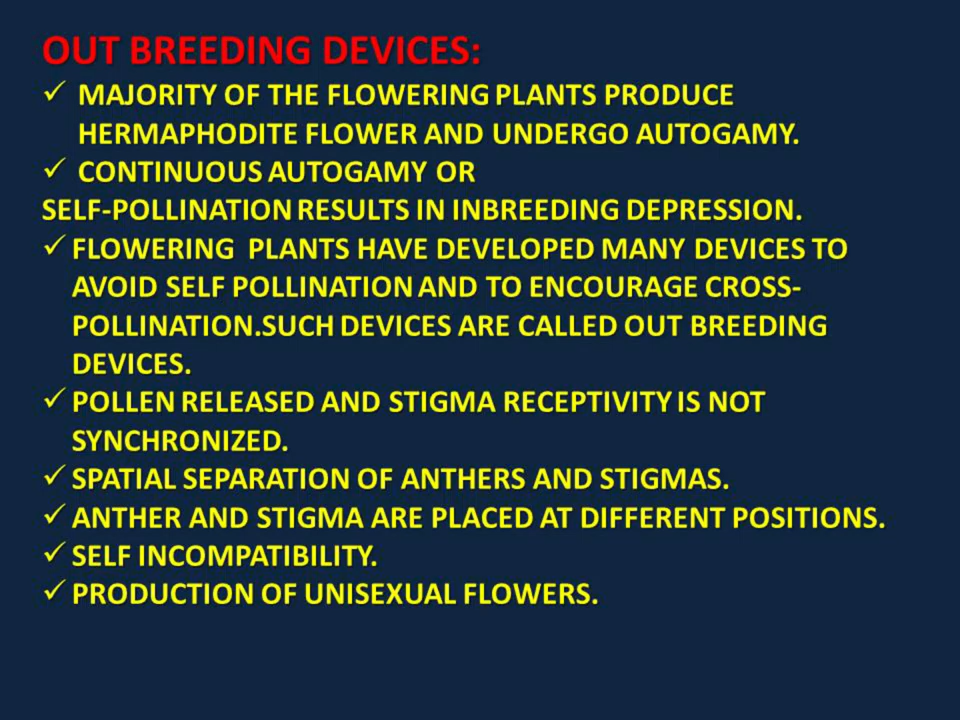 OUT BREEDING DEVICES:
✓ MAJORITY OF THE FLOWERING PLANTS PRODUCE
HERMAPHODITE FLOWER AND UNDERGO AUTOGAMY.
✓ CONTINUOUS AUTOGAMY OR
SELF-POLLINATION RESULTS IN INBREEDING DEPRESSION.
✓ FLOWERING PLANTS HAVE DEVELOPED MANY DEVICES TO
AVOID SELF POLLINATION AND TO ENCOURAGE CROSS-
POLLINATION.SUCH DEVICES ARE CALLED OUT BREEDING
DEVICES.
✓ POLLEN RELEASED AND STIGMA RECEPTIVITY IS NOT
SYNCHRONIZED.
✓ SPATIAL SEPARATION OF ANTHERS AND STIGMAS.
✓ ANTHER AND STIGMA ARE PLACED AT DIFFERENT POSITIONS.
✓ SELF INCOMPATIBILITY.
✓ PRODUCTION OF UNISEXUAL FLOWERS.